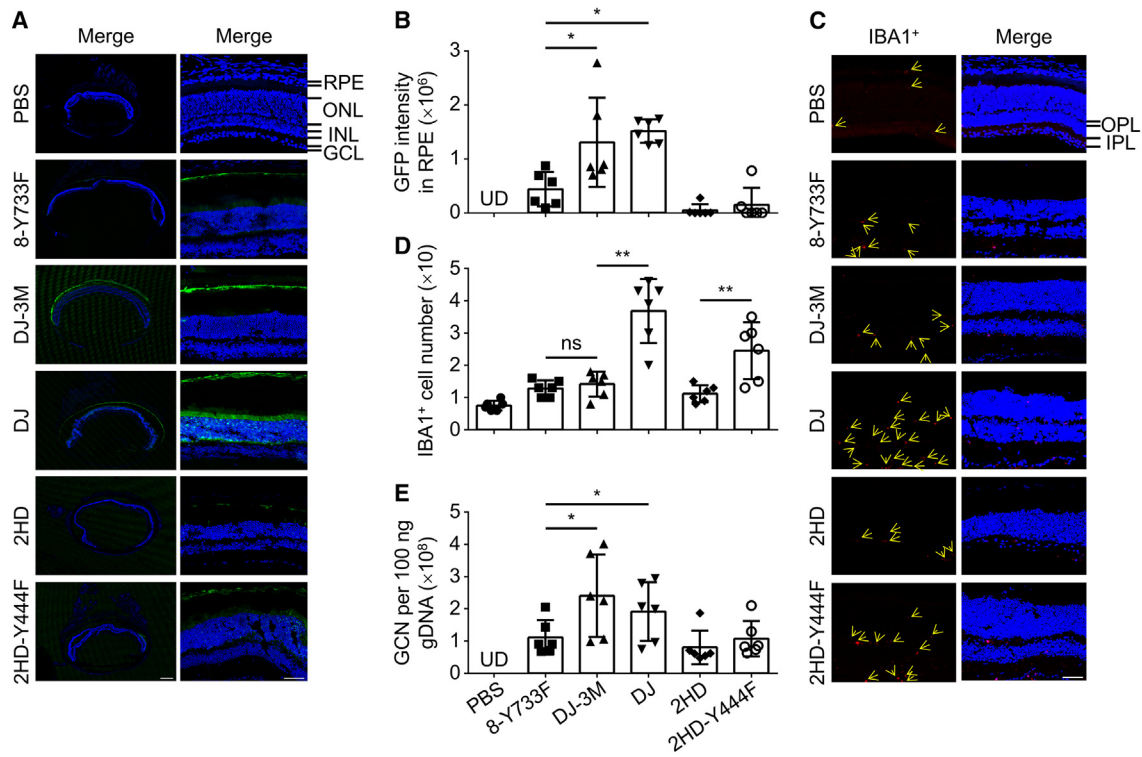 A
Merge
Merge
PBS
RPE
ONL
INL
GCL
8-Y733F
DJ-3M
DJ
2HD
2HD-Y444F
B
GFP intensity
in RPE (×10⁶)
3
2
1
0
UD
*
*
D
IBA1⁺ cell number (×10)
5
4
3
2
1
0
ns
**
**
E
GCN per 100 ng
gDNA (×10⁸)
5
4
3
2
1
0
UD
*
*
PBS
8-Y733F
DJ-3M
DJ
2HD
2HD-Y444F
C
IBA1⁺
Merge
PBS
OPL
IPL
8-Y733F
DJ-3M
DJ
2HD
2HD-Y444F